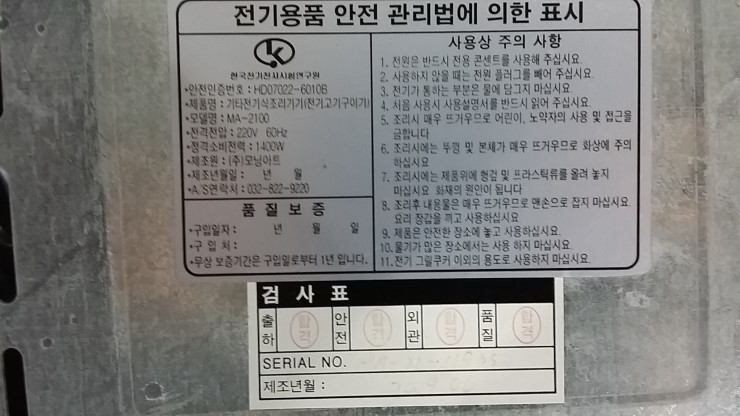 전기용품 안전 관리법에 의한 표시
한국전기전자시험연구원
•안전인증번호 : HD07022-6010B
•제품명 : 기타전기식조리기기(전기고기구이기)
•모델명 : MA-2100
•전격전압 : 220V 60Hz
•정격소비전력 : 1400W
•제조원 : (주)모닝아트
•제조년월일 : 년 월
•A/S연락처 : 032-822-9220
품 질 보 증
•구입일자 : 년 월 일
•구 입 처 :
•무상 보증기간은 구입일로부터 1년 입니다.
사용상 주의 사항
1. 전원은 반드시 전용 콘센트를 사용해 주십시요.
2. 사용하지 않을 때는 전원 플러그를 빼어 주십시요.
3. 전기가 통하는 부분은 물에 담그지 마십시요
4. 처음 사용시 사용설명서를 반드시 읽어 주십시요.
5. 조리시 매우 뜨거우므로 어린이, 노약자의 사용 및 접근을
금합니다
6. 조리시에는 뚜껑 및 본체가 매우 뜨거우므로 화상에 주의
하십시요
7. 조리시에는 제품위에 헝겁 및 프라스틱류를 올려 놓지
마십시요 화재의 원인이 됩니다
8. 조리후 내용물은 매우 뜨거우므로 맨손으로 잡지 마십시요.
요리 장갑을 끼고 사용하십시요
9. 제품은 안전한 장소에 놓고 사용하십시요.
10. 물기가 많은 장소에서는 사용 하지 마십시요.
11. 전기 그릴쿠커 이외의 용도로 사용하지 마십시요.
검 사 표
출하 합격 안전 합격 외관 합격 품질 합격
SERIAL NO.
제조년월 :